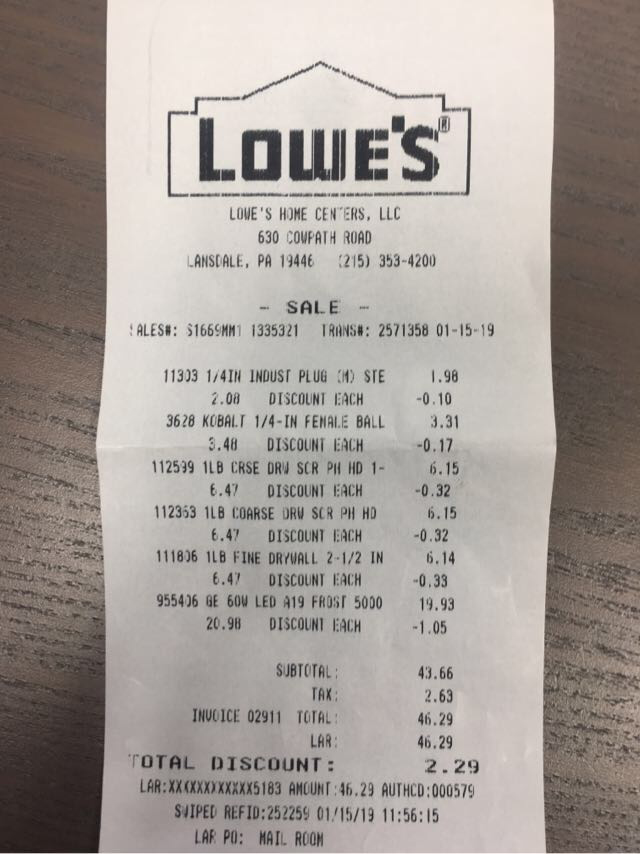 LOWE'S®
LOWE'S HOME CENTERS, LLC
630 COWPATH ROAD
LANSDALE, PA 19446 (215) 353-4200
- SALE -
SALES#: S1669MM1 1335321 TRANS#: 2571358 01-15-19
11303 1/4IN INDUST PLUG (M) STE 1.98
2.08 DISCOUNT EACH -0.10
3628 KOBALT 1/4-IN FEMALE BALL 3.31
3.48 DISCOUNT EACH -0.17
112599 1LB CRSE DRW SCR PH HD 1- 6.15
6.47 DISCOUNT EACH -0.32
112363 1LB COARSE DRW SCR PH HD 6.15
6.47 DISCOUNT EACH -0.32
111806 1LB FINE DRYWALL 2-1/2 IN 6.14
6.47 DISCOUNT EACH -0.33
955406 GE 60W LED A19 FROST 5000 19.93
20.98 DISCOUNT EACH -1.05
SUBTOTAL: 43.66
TAX: 2.63
INVOICE 02911 TOTAL: 46.29
LAR: 46.29
TOTAL DISCOUNT: 2.29
LAR:XXXXXXXXXXXX5183 AMOUNT:46.29 AUTHCD:000579
SWIPED REFID:252259 01/15/19 11:56:15
LAR PO: MAIL ROOM